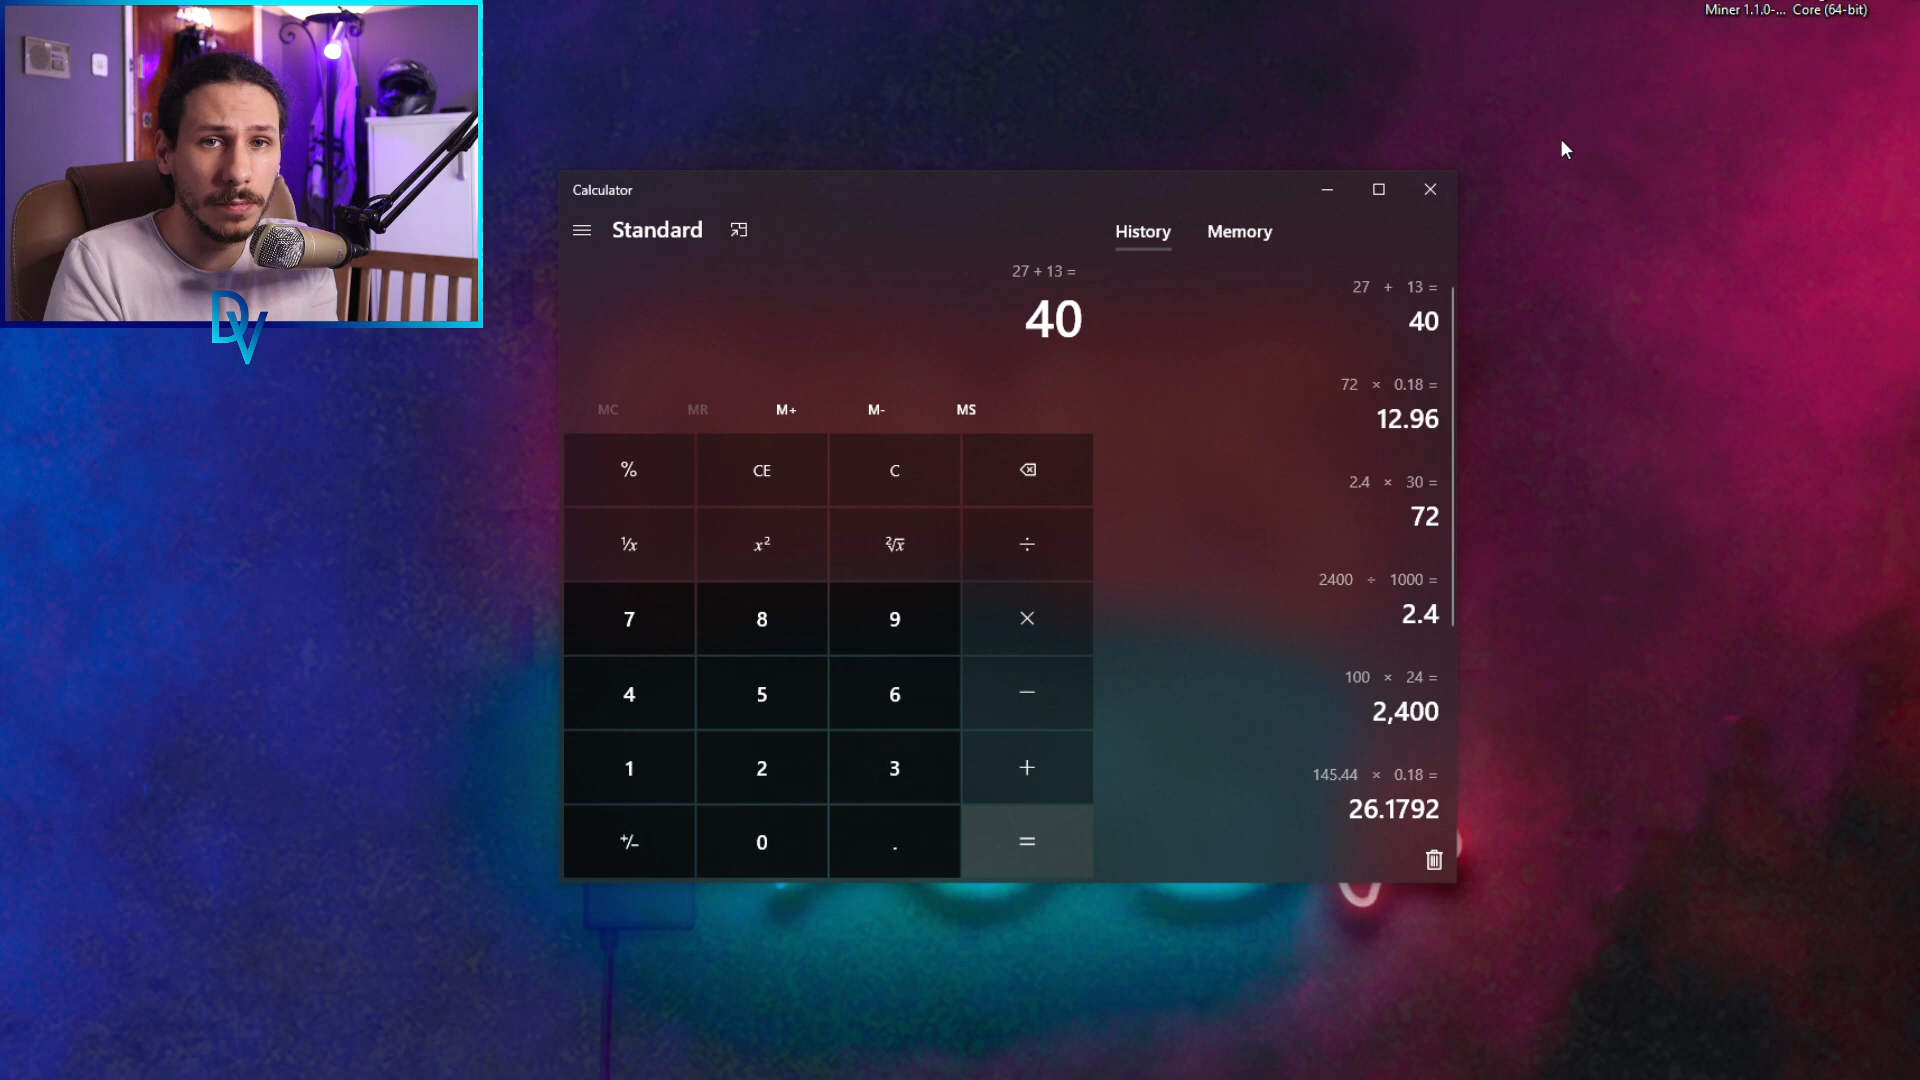 Miner 1.1.0-... Core (64-bit)
DV
Calculator
Standard
History Memory
27 + 13 =
40
MC MR M+ M- MS
% CE C
¹/x x² ²√x ÷
7 8 9 ×
4 5 6 −
1 2 3 +
+/− 0 . =
27 + 13 =
40
72 × 0.18 =
12.96
2.4 × 30 =
72
2400 ÷ 1000 =
2.4
100 × 24 =
2,400
145.44 × 0.18 =
26.1792